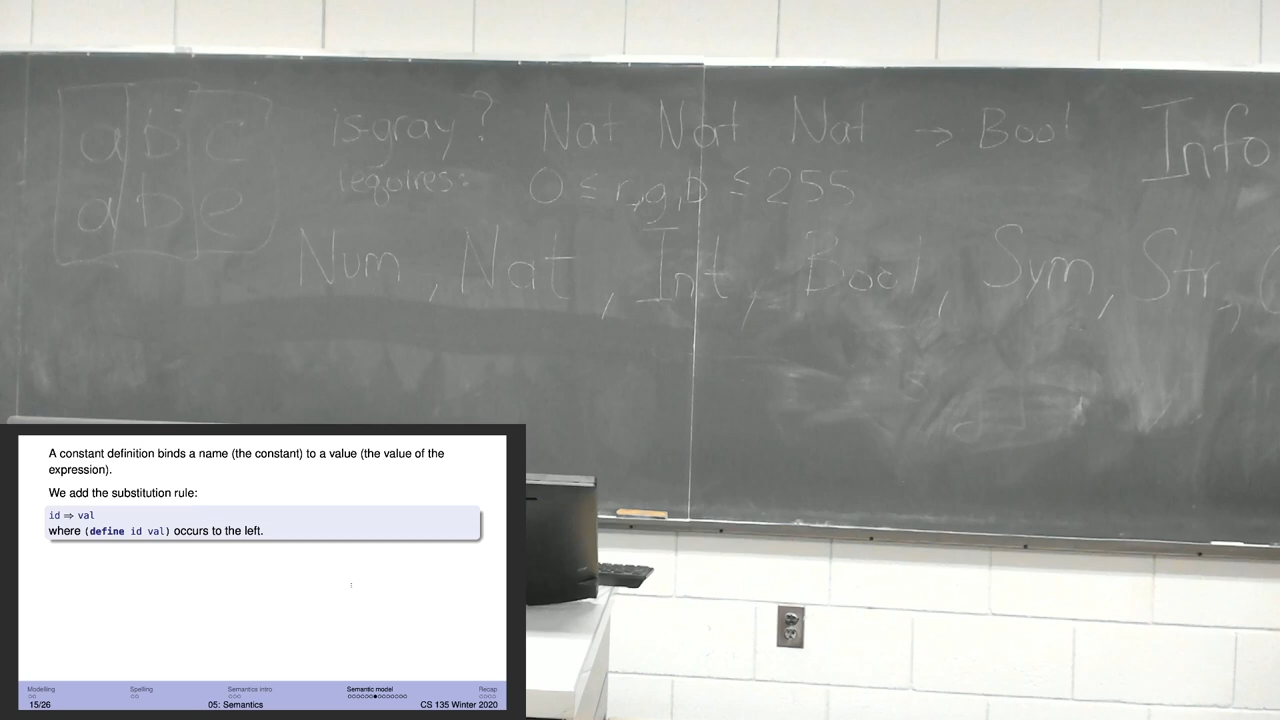 a b c
a b e
is-gray? Nat Nat Nat → Bool
requires: 0 ≤ r,g,b ≤ 255
Num, Nat, Int, Bool, Sym, Str,
Info
A constant definition binds a name (the constant) to a value (the value of the
expression).
We add the substitution rule:
id ⇒ val
where (define id val) occurs to the left.
Modelling Spelling Semantics intro Semantic model Recap
15/26 05: Semantics CS 135 Winter 2020